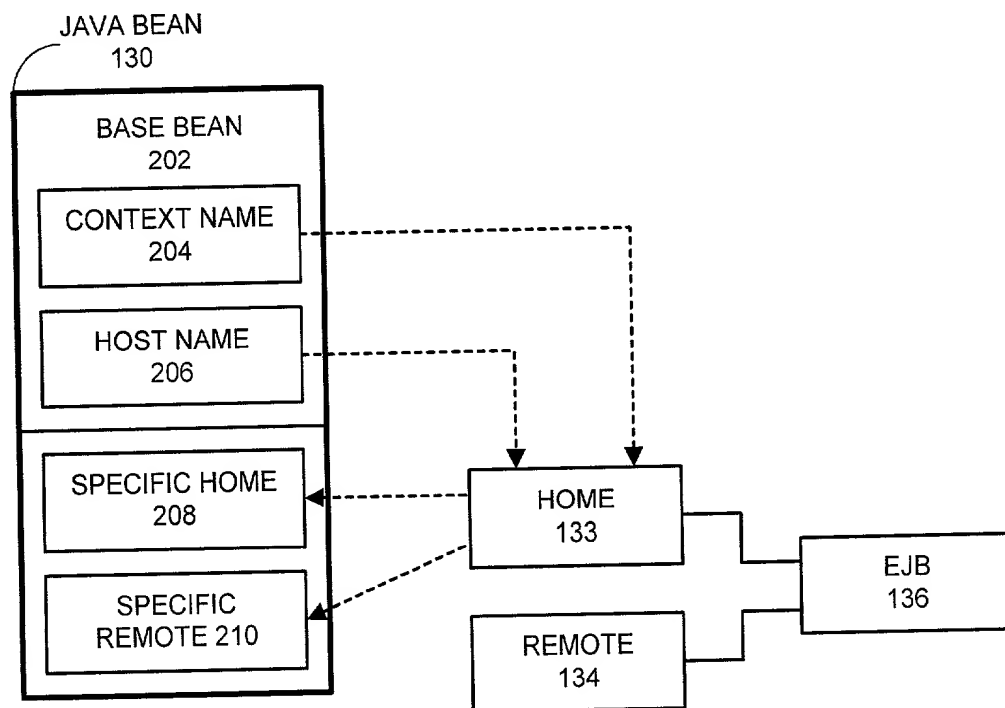 JAVA BEAN
130
BASE BEAN
202
CONTEXT NAME
204
HOST NAME
206
SPECIFIC HOME
208
SPECIFIC
REMOTE 210
HOME
133
REMOTE
134
EJB
136